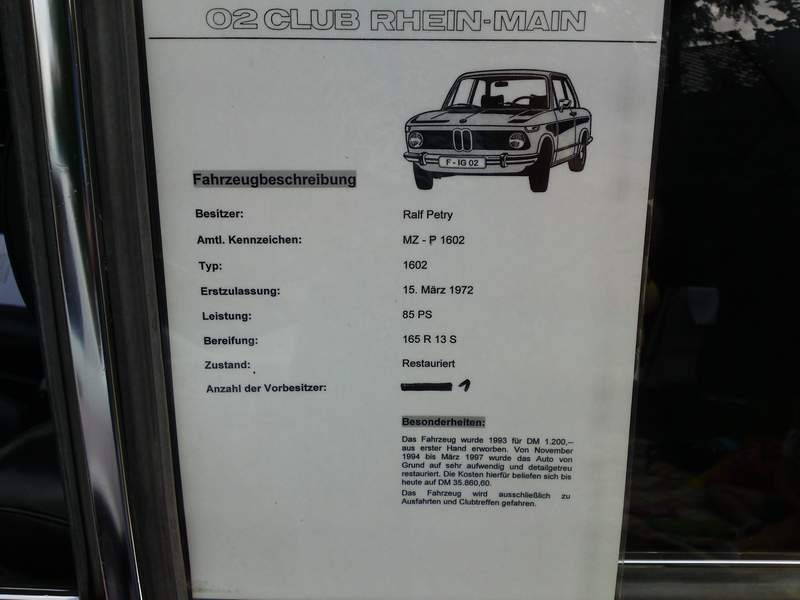 02 CLUB RHEIN-MAIN
F - IG 02
Fahrzeugbeschreibung
Besitzer: Ralf Petry
Amtl. Kennzeichen: MZ - P 1602
Typ: 1602
Erstzulassung: 15. März 1972
Leistung: 85 PS
Bereifung: 165 R 13 S
Zustand: Restauriert
Anzahl der Vorbesitzer: 1
Besonderheiten:
Das Fahrzeug wurde 1993 für DM 1.200,--
aus erster Hand erworben. Von November
1994 bis März 1997 wurde das Auto von
Grund auf sehr aufwendig und detailgetreu
restauriert. Die Kosten hierfür beliefen sich bis
heute auf DM 35.860,60.
Das Fahrzeug wird ausschließlich zu
Ausfahrten und Clubtreffen gefahren.